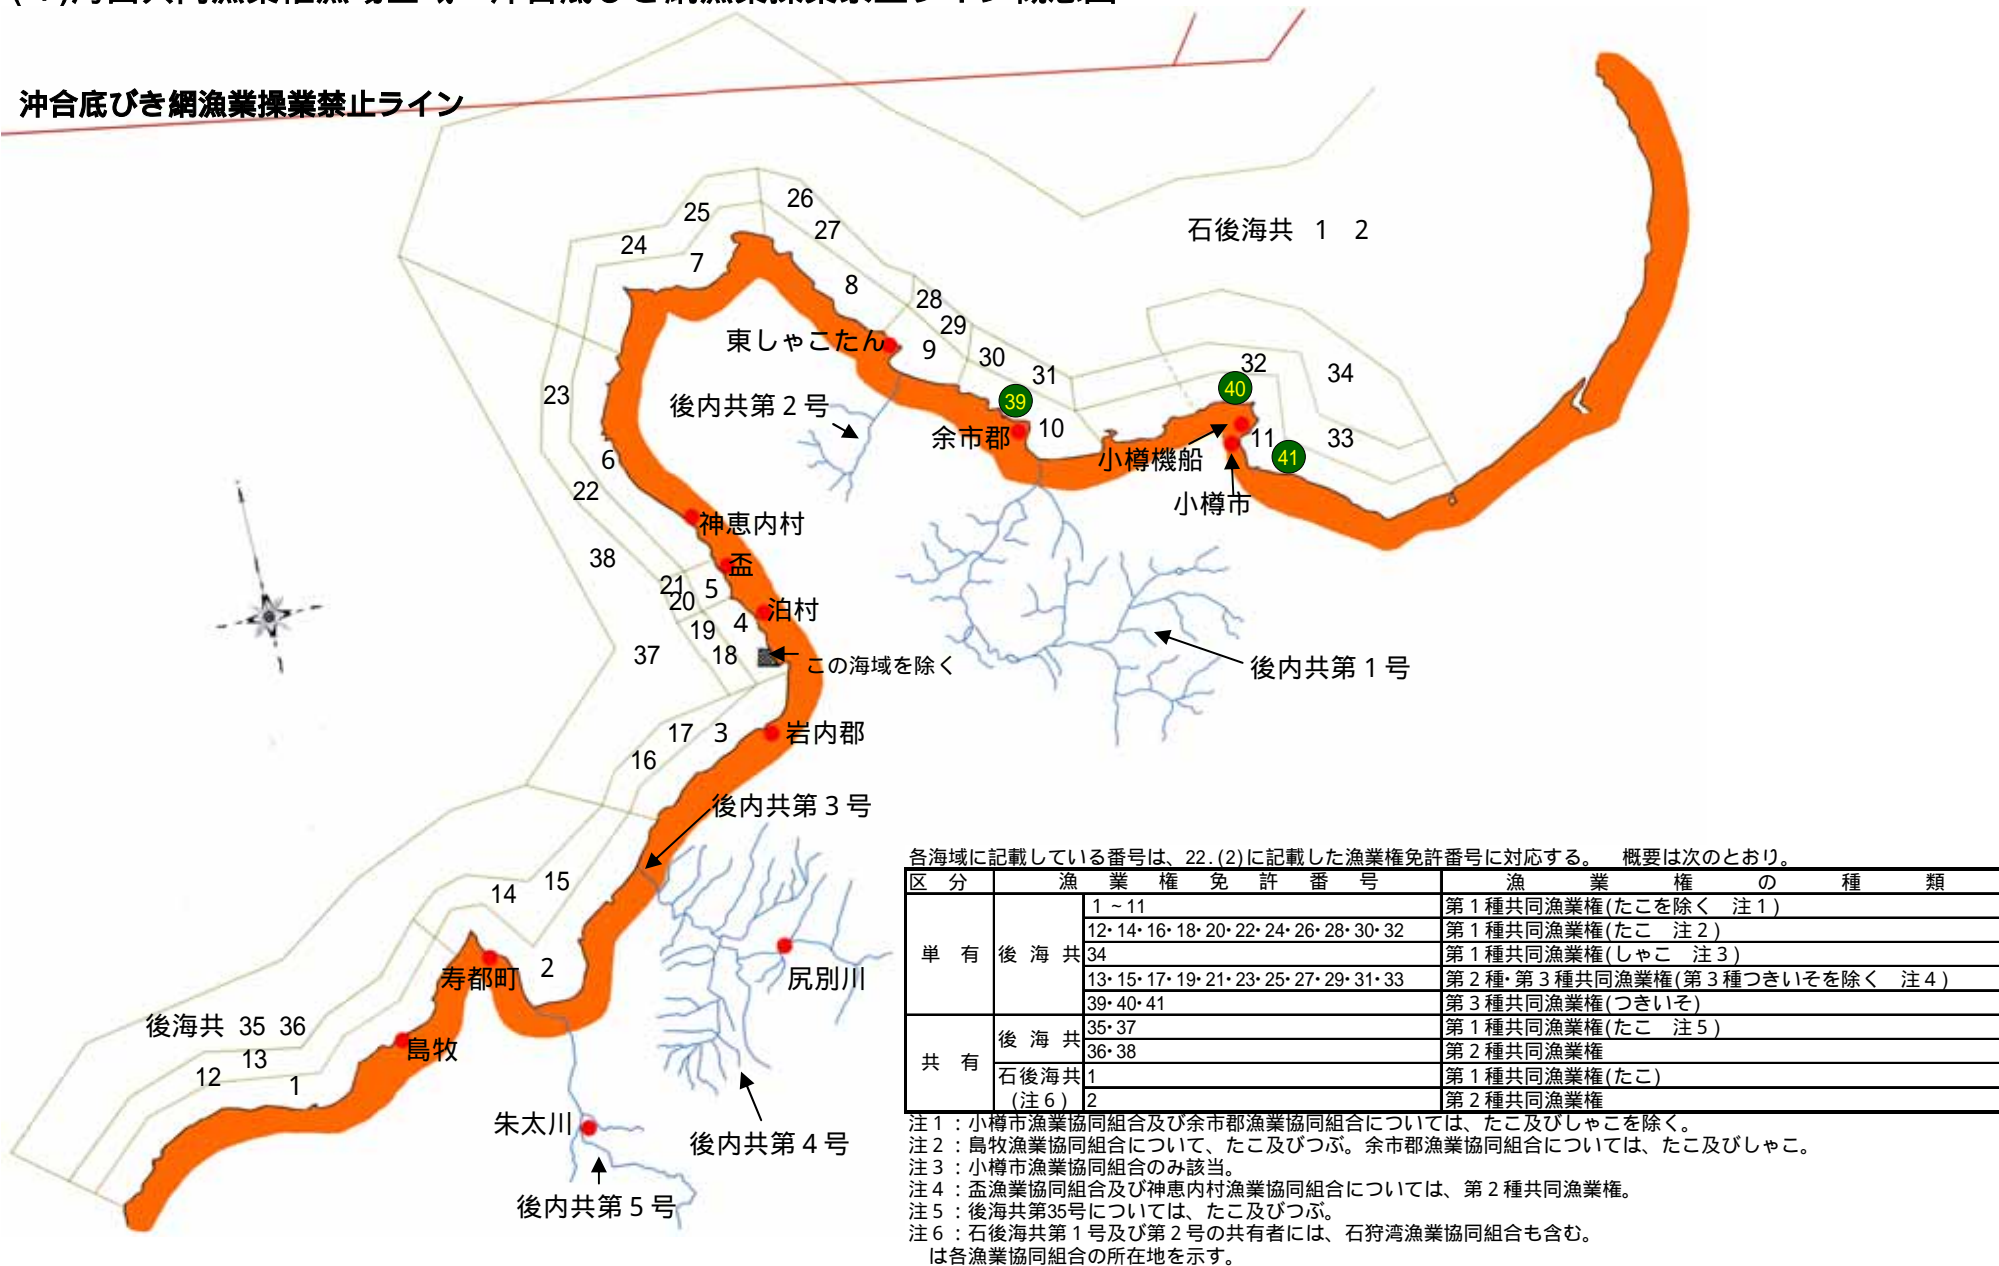 沖合底びき網漁業操業禁止ライン
石後海共 1 2
26
25
27
24
7
8
28
29
東しゃこたん
9
30
31
32
34
23
後内共第2号
39
40
余市郡
10
11
33
小樽機船
41
6
22
小樽市
神恵内村
38
盃
21
5
20
泊村
19
4
37
18
この海域を除く
後内共第1号
17
3
岩内郡
16
後内共第3号
15
14
2
寿都町
尻別川
後海共 35 36
13
島牧
12
1
朱太川
後内共第4号
後内共第5号
各海域に記載している番号は、22.(2)に記載した漁業権免許番号に対応する。 概要は次のとおり。
区 分 漁 業 権 免 許 番 号 漁 業 権 の 種 類
単 有 後 海 共 1 ~11 第1種共同漁業権(たこを除く 注1)
12・14・16・18・20・22・24・26・28・30・32 第1種共同漁業権(たこ 注2)
34 第1種共同漁業権(しゃこ 注3)
13・15・17・19・21・23・25・27・29・31・33 第2種・第3種共同漁業権(第3種つきいそを除く 注4)
39・40・41 第3種共同漁業権(つきいそ)
共 有 後 海 共 35・37 第1種共同漁業権(たこ 注5)
36・38 第2種共同漁業権
石後海共 1 第1種共同漁業権(たこ)
(注6) 2 第2種共同漁業権
注1:小樽市漁業協同組合及び余市郡漁業協同組合については、たこ及びしゃこを除く。
注2:島牧漁業協同組合について、たこ及びつぶ。余市郡漁業協同組合については、たこ及びしゃこ。
注3:小樽市漁業協同組合のみ該当。
注4:盃漁業協同組合及び神恵内村漁業協同組合については、第2種共同漁業権。
注5:後海共第35号については、たこ及びつぶ。
注6:石後海共第1号及び第2号の共有者には、石狩湾漁業協同組合も含む。
は各漁業協同組合の所在地を示す。